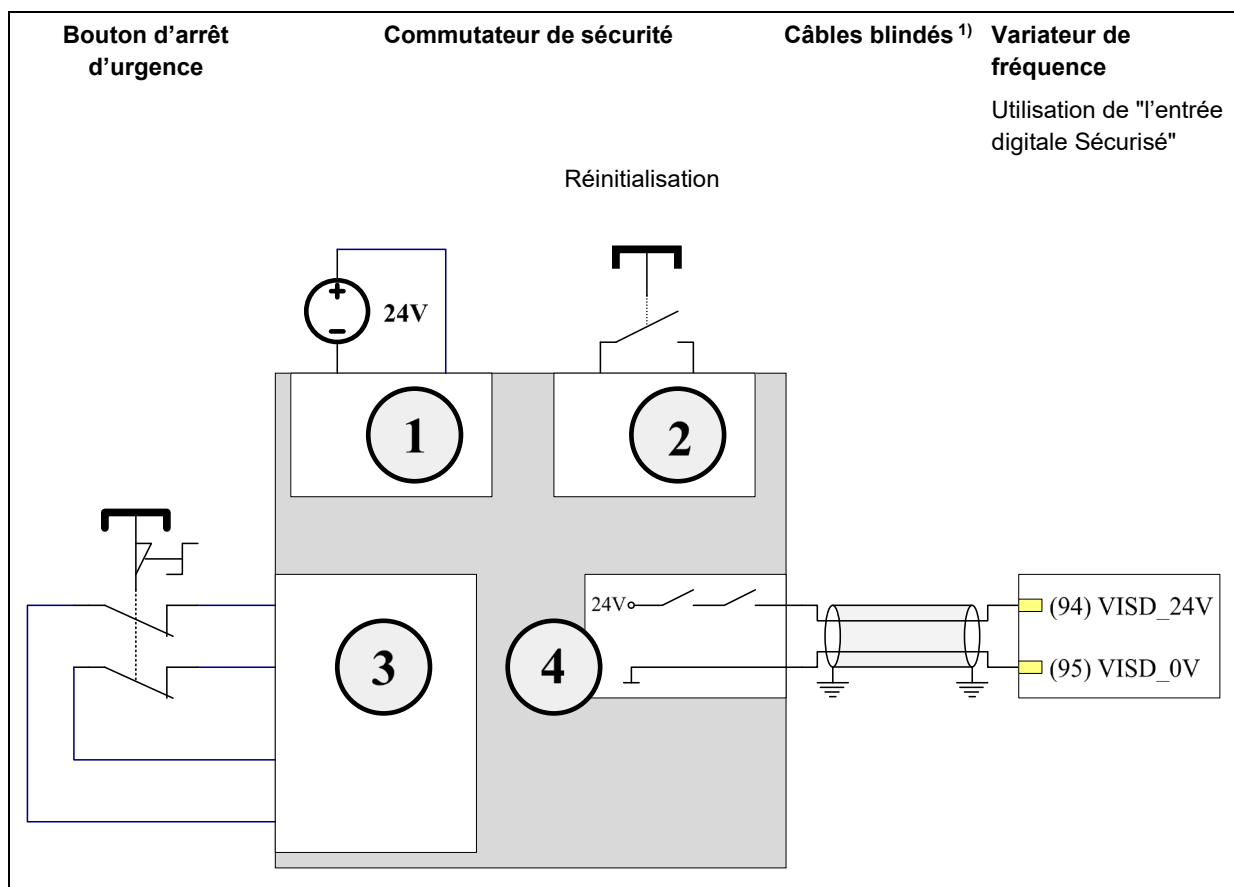 Bouton d’arrêt
d’urgence
Commutateur de sécurité
Câbles blindés 1)
Variateur de
fréquence
Utilisation de "l’entrée
digitale Sécurisé"
Réinitialisation
24V
1
2
3
4
24V
(94) VISD_24V
(95) VISD_0V